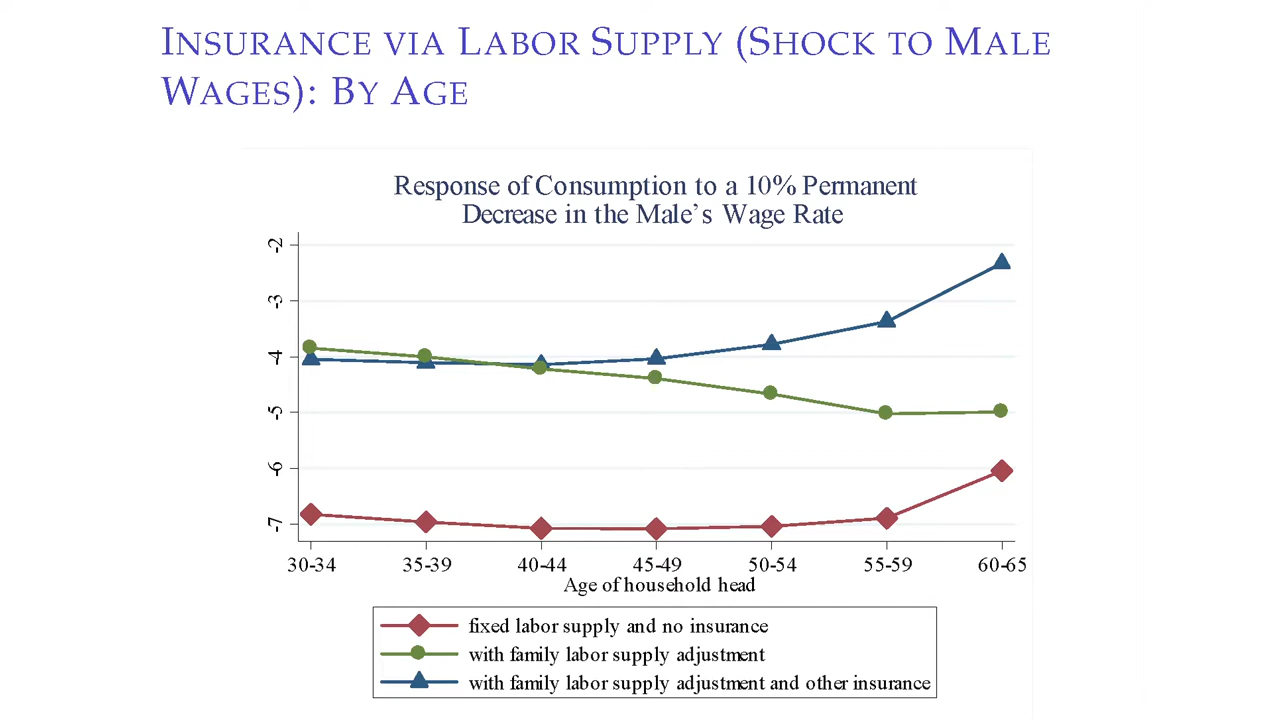 INSURANCE VIA LABOR SUPPLY (SHOCK TO MALE
WAGES): BY AGE
Response of Consumption to a 10% Permanent
Decrease in the Male's Wage Rate
-2
-3
-4
-5
-6
-7
30-34 35-39 40-44 45-49 50-54 55-59 60-65
Age of household head
fixed labor supply and no insurance
with family labor supply adjustment
with family labor supply adjustment and other insurance